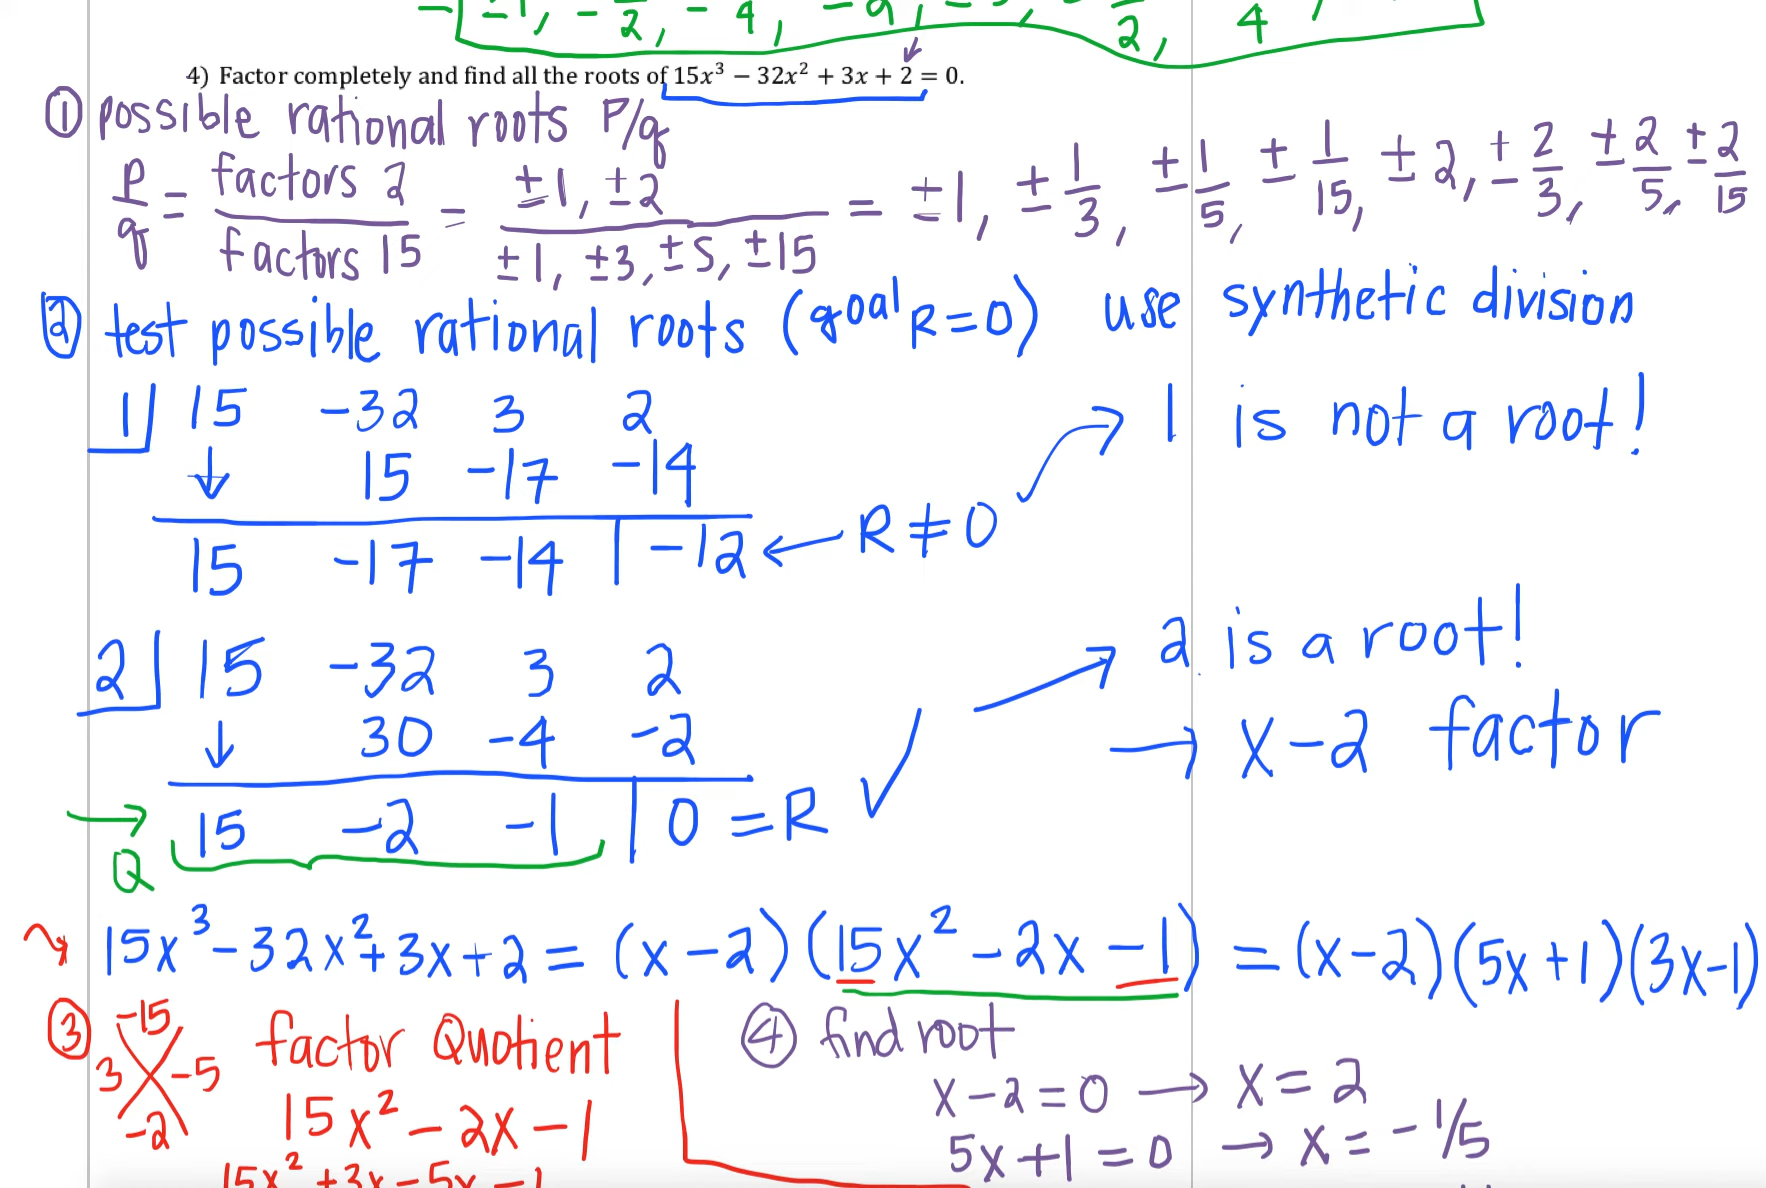 4) Factor completely and find all the roots of 15x³ − 32x² + 3x + 2 = 0.
① possible rational roots P/q
P/q = factors 2 / factors 15 = ±1, ±2 / ±1, ±3, ±5, ±15 = ±1, ±1/3, ±1/5, ±1/15, ±2, ±2/3, ±2/5, ±2/15
② test possible rational roots (goal R=0) use synthetic division
1| 15 -32 3 2
↓ 15 -17 -14
15 -17 -14 | -12 ← R≠0 → 1 is not a root!
2| 15 -32 3 2 → 2 is a root!
↓ 30 -4 -2 → x-2 factor
→ Q 15 -2 -1 | 0 = R ✓
15x³-32x²+3x+2 = (x-2)(15x²-2x-1) = (x-2)(5x+1)(3x-1)
③ -15 3 -5 -2 factor Quotient
15x²-2x-1
15x²+3x-5x-1
④ find root
x-2=0 → x=2
5x+1=0 → x=-1/5